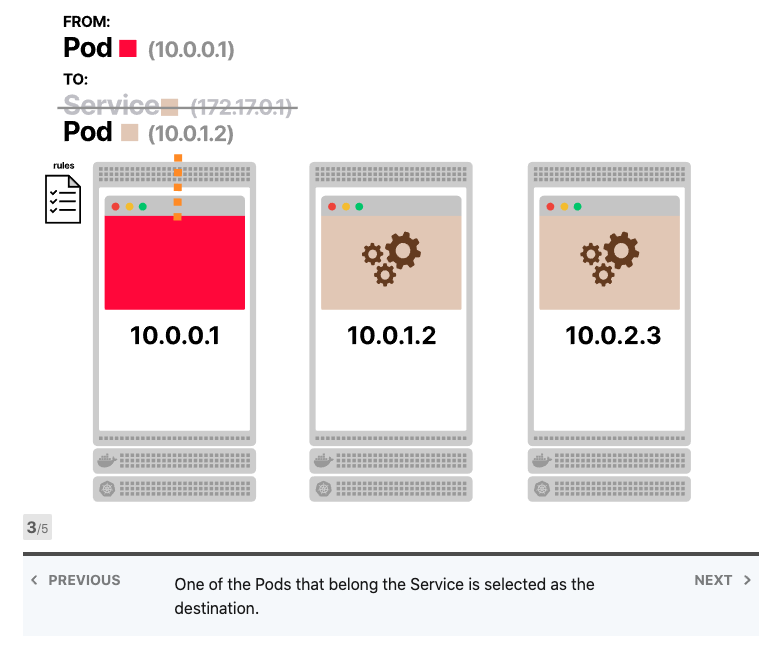 FROM:
Pod (10.0.0.1)
TO:
Service (172.17.0.1)
Pod (10.0.1.2)
rules
10.0.0.1 10.0.1.2 10.0.2.3
3/5
PREVIOUS
One of the Pods that belong the Service is selected as the
destination.
NEXT